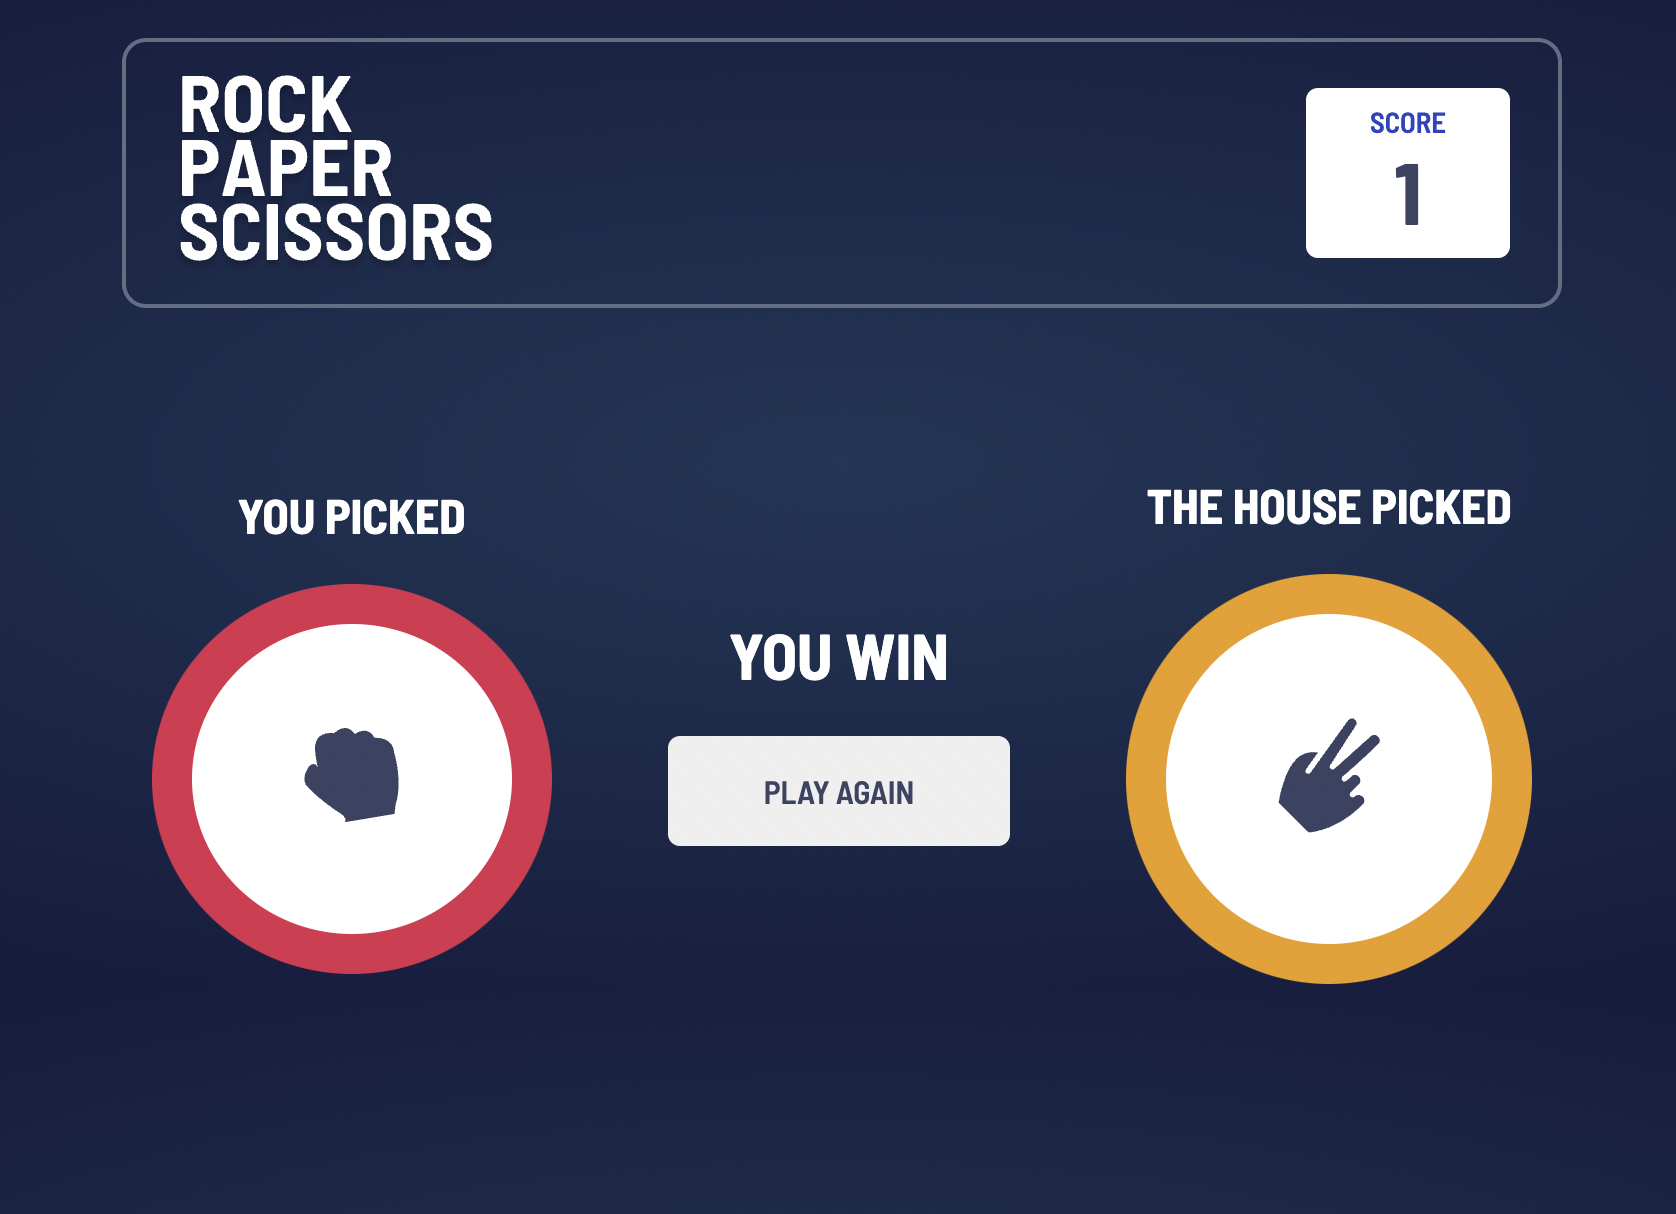 ROCK
PAPER
SCISSORS
SCORE
1
YOU PICKED
THE HOUSE PICKED
YOU WIN
PLAY AGAIN